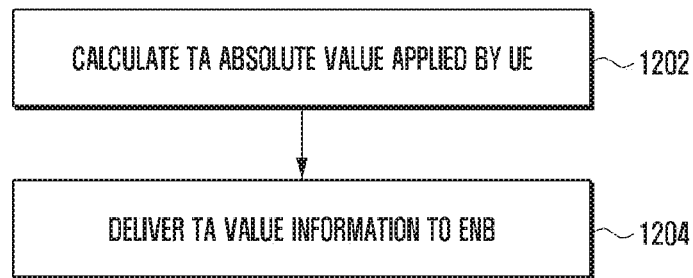 CALCULATE TA ABSOLUTE VALUE APPLIED BY UE
1202
DELIVER TA VALUE INFORMATION TO ENB
1204